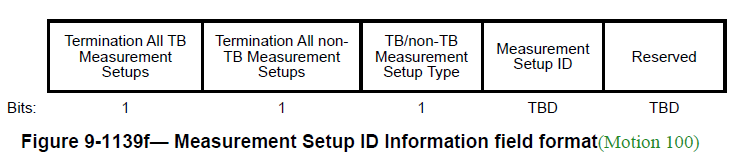 Termination All TB Measurement Setups
Termination All non-TB Measurement Setups
TB/non-TB Measurement Setup Type
Measurement Setup ID
Reserved
Bits: 1 1 1 TBD TBD
Figure 9-1139f— Measurement Setup ID Information field format(Motion 100)